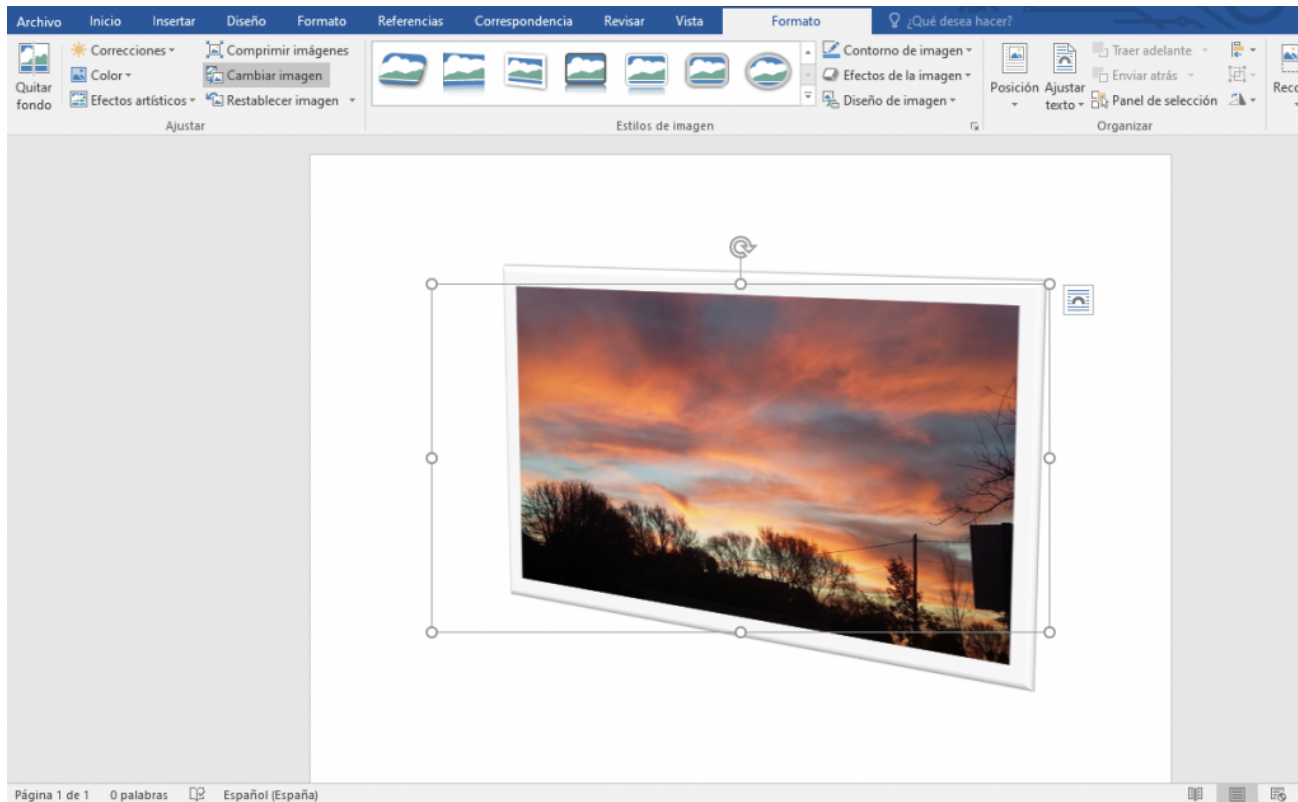 Archivo Inicio Insertar Diseño Formato Referencias Correspondencia Revisar Vista Formato ¿Qué desea hacer?
Quitar fondo
Correcciones
Color
Efectos artísticos
Comprimir imágenes
Cambiar imagen
Restablecer imagen
Ajustar
Estilos de imagen
Contorno de imagen
Efectos de la imagen
Diseño de imagen
Posición
Ajustar texto
Traer adelante
Enviar atrás
Panel de selección
Organizar
Reco
Página 1 de 1 0 palabras Español (España)